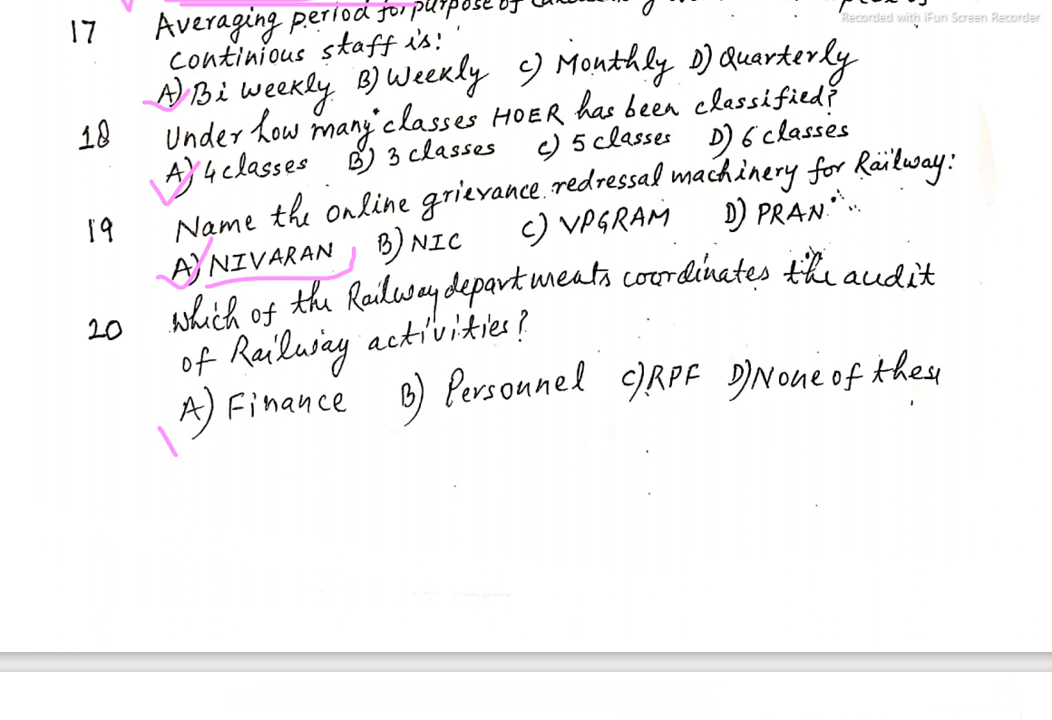 Recorded with iFun Screen Recorder
17 Averaging period for purpose of
continious staff is:
A) Bi weekly B) Weekly C) Monthly D) Quarterly
18 Under how many classes HOER has been classified?
A) 4 classes B) 3 classes C) 5 classes D) 6 classes
19 Name the online grievance redressal machinery for Railway:
A) NIVARAN B) NIC C) VPGRAM D) PRAN
20 Which of the Railway departments coordinates the audit
of Railway activities?
A) Finance B) Personnel C) RPF D) None of these